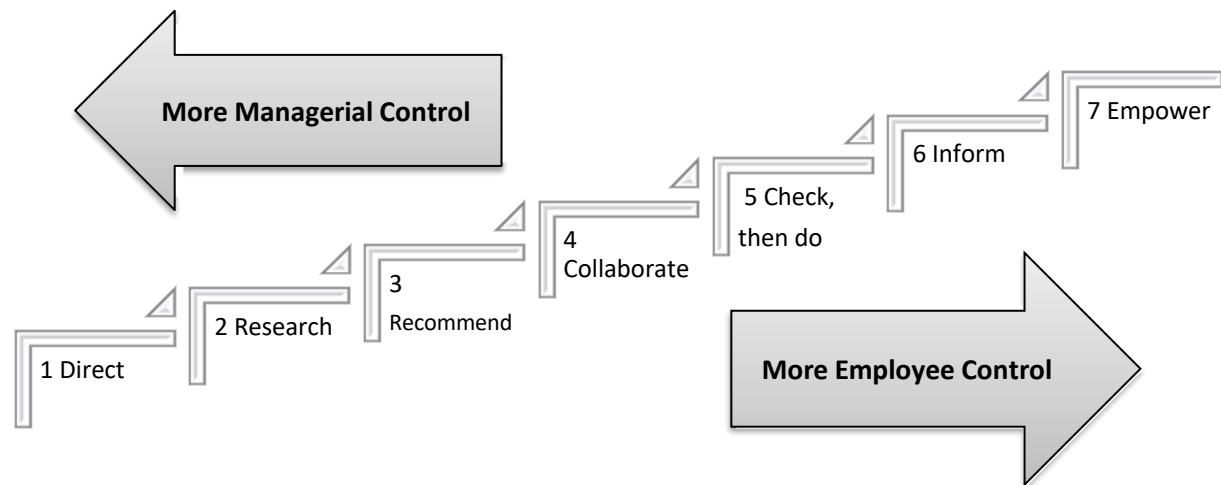 More Managerial Control
1 Direct
2 Research
3
Recommend
4
Collaborate
5 Check,
then do
6 Inform
7 Empower
More Employee Control